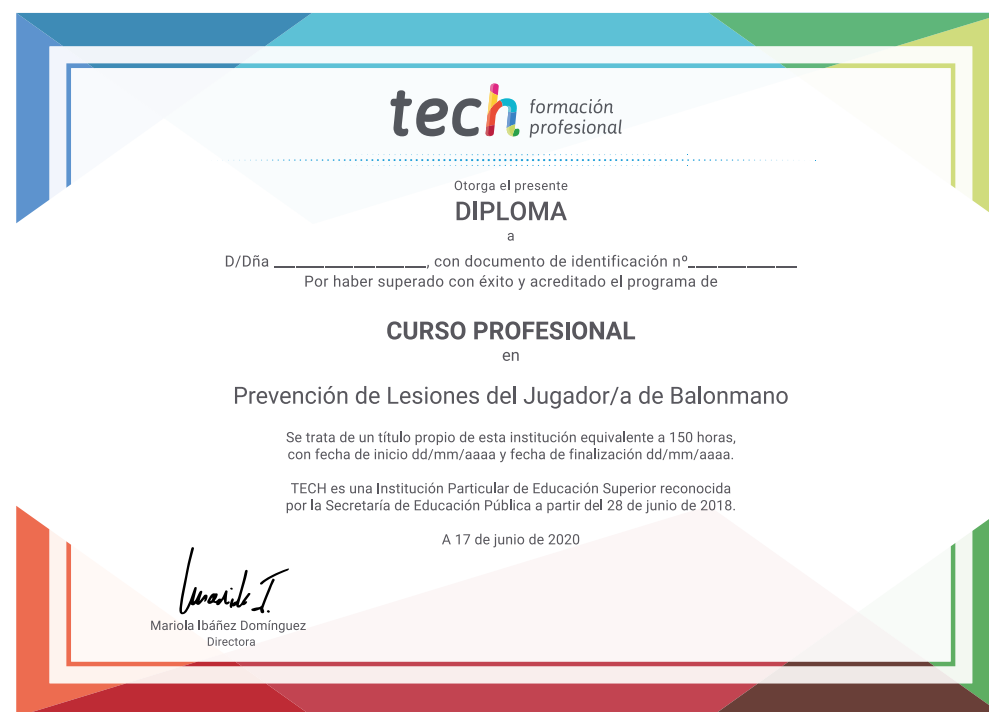 tech formación
profesional
Otorga el presente
DIPLOMA
a
D/Dña ______________, con documento de identificación nº__________
Por haber superado con éxito y acreditado el programa de
CURSO PROFESIONAL
en
Prevención de Lesiones del Jugador/a de Balonmano
Se trata de un título propio de esta institución equivalente a 150 horas,
con fecha de inicio dd/mm/aaaa y fecha de finalización dd/mm/aaaa.
TECH es una Institución Particular de Educación Superior reconocida
por la Secretaría de Educación Pública a partir del 28 de junio de 2018.
A 17 de junio de 2020
Mariola Ibáñez Domínguez
Directora